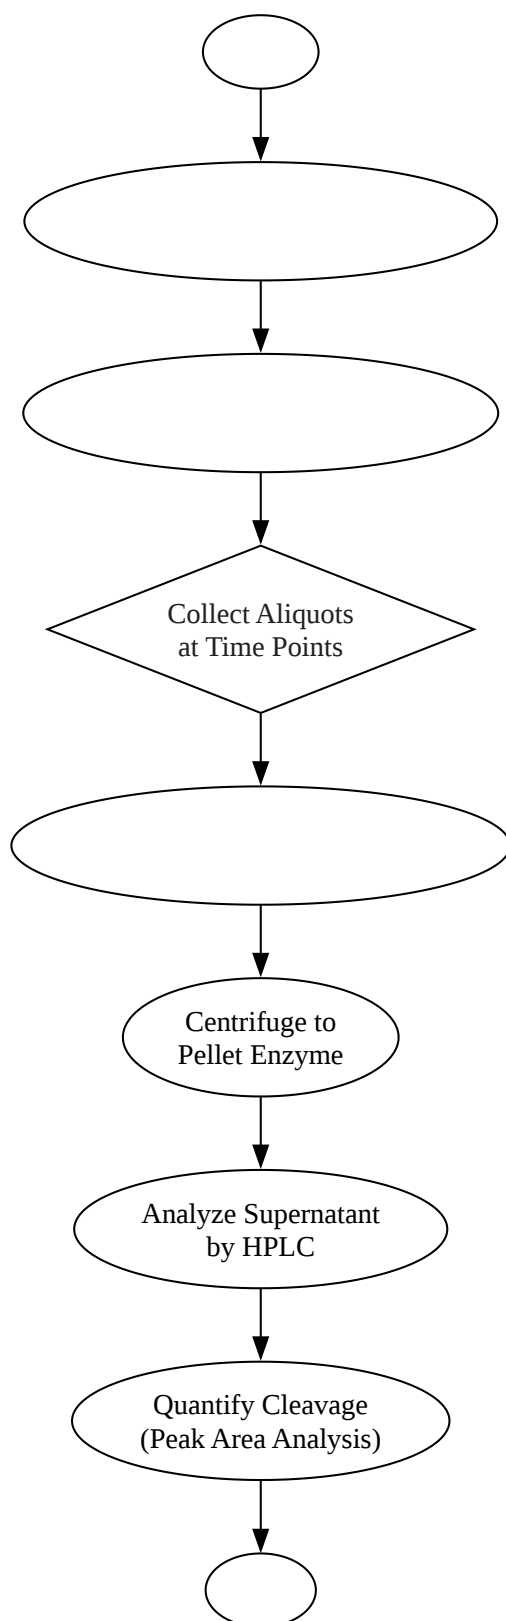 Collect Aliquots
at Time Points
Centrifuge to
Pellet Enzyme
Analyze Supernatant
by HPLC
Quantify Cleavage
(Peak Area Analysis)